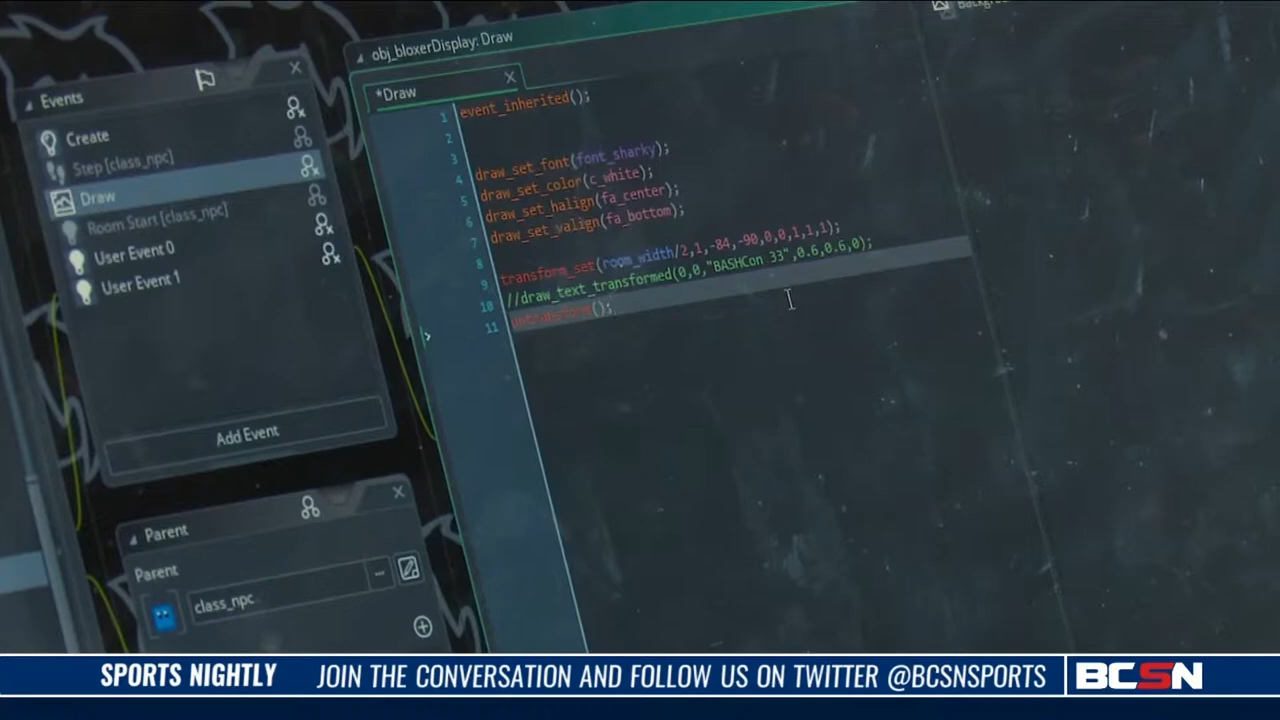 obj_bloxerDisplay: Draw
Events
*Draw
Create
Step [class_npc]
Draw
Room Start [class_npc]
User Event 0
User Event 1
Add Event
Parent
Parent
class_npc
...
1 event_inherited();
2
3
4 draw_set_font(font_sharky);
5 draw_set_color(c_white);
6 draw_set_halign(fa_center);
7 draw_set_valign(fa_bottom);
8
9 transform_set(room_width/2,1,-84,-90,0,0,1,1,1);
10 //draw_text_transformed(0,0,"BASHCon 33",0.6,0.6,0);
11 untransform();
SPORTS NIGHTLY
JOIN THE CONVERSATION AND FOLLOW US ON TWITTER @BCSNSPORTS
BCSN